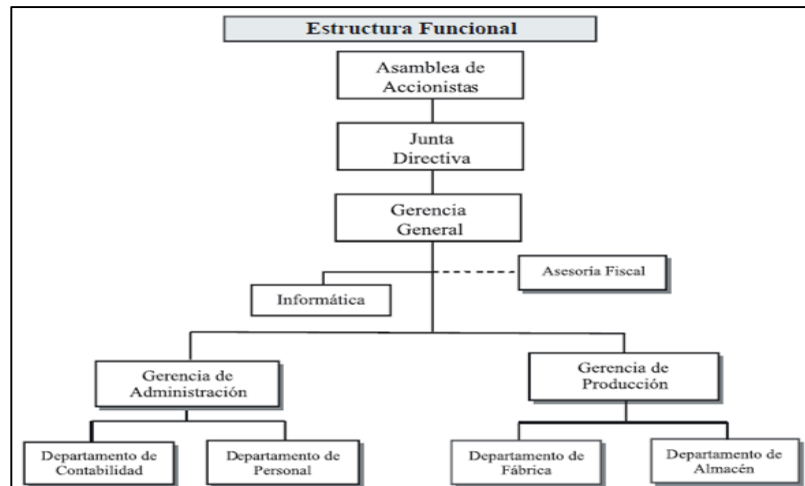 Estructura Funcional
Asamblea de
Accionistas
Junta
Directiva
Gerencia
General
Asesoría Fiscal
Informática
Gerencia de
Administración
Gerencia de
Producción
Departamento de
Contabilidad
Departamento de
Personal
Departamento de
Fábrica
Departamento de
Almacén